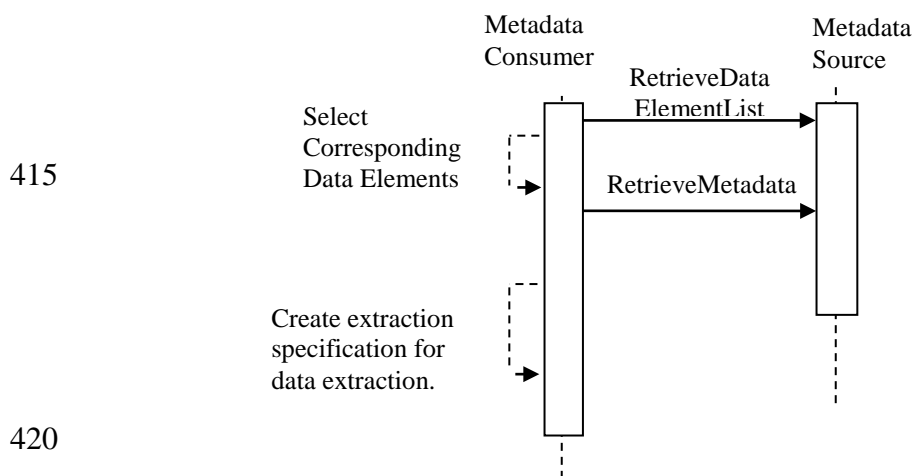 Metadata
Consumer
Metadata
Source
RetrieveData
ElementList
Select
Corresponding
Data Elements
415
RetrieveMetadata
Create extraction
specification for
data extraction.
420